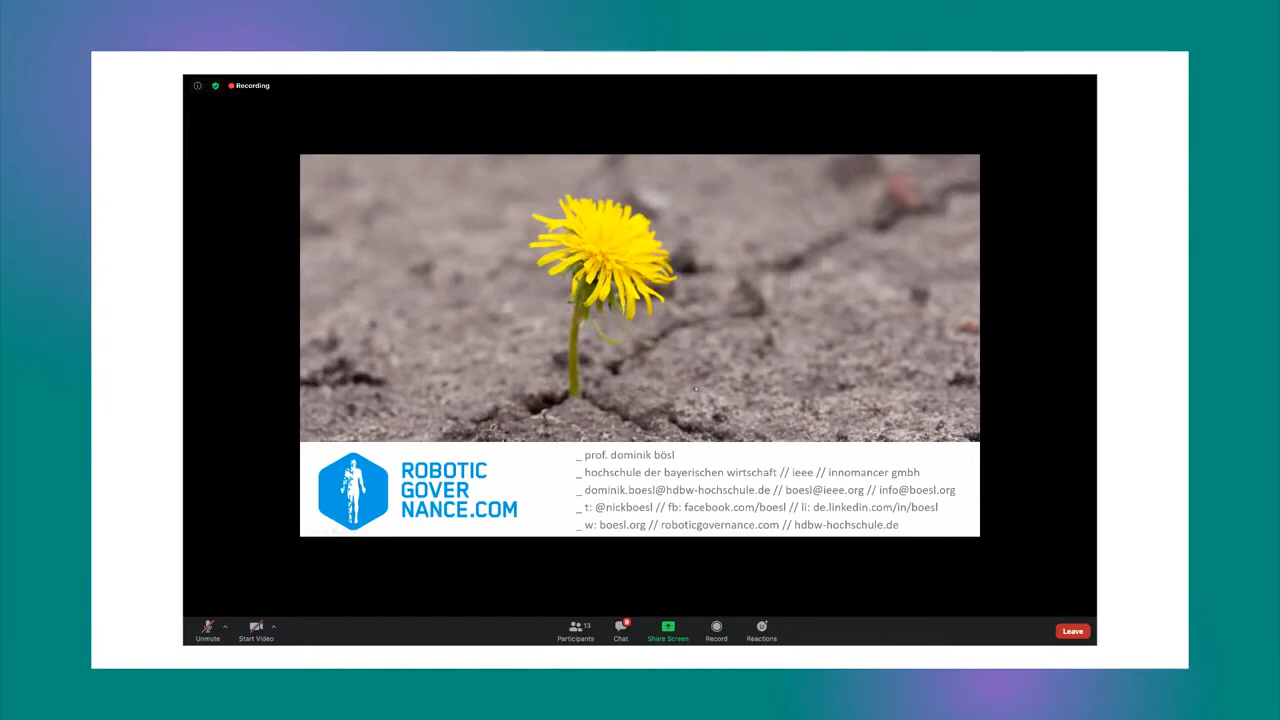 Recording
ROBOTIC
GOVER
NANCE.COM
_ prof. dominik bösl
_ hochschule der bayerischen wirtschaft // ieee // innomancer gmbh
_ dominik.boesl@hdbw-hochschule.de // boesl@ieee.org // info@boesl.org
_ t: @nickboesl // fb: facebook.com/boesl // li: de.linkedin.com/in/boesl
_ w: boesl.org // roboticgovernance.com // hdbw-hochschule.de
13
8
Unmute
Start Video
Participants
Chat
Share Screen
Record
Reactions
Leave